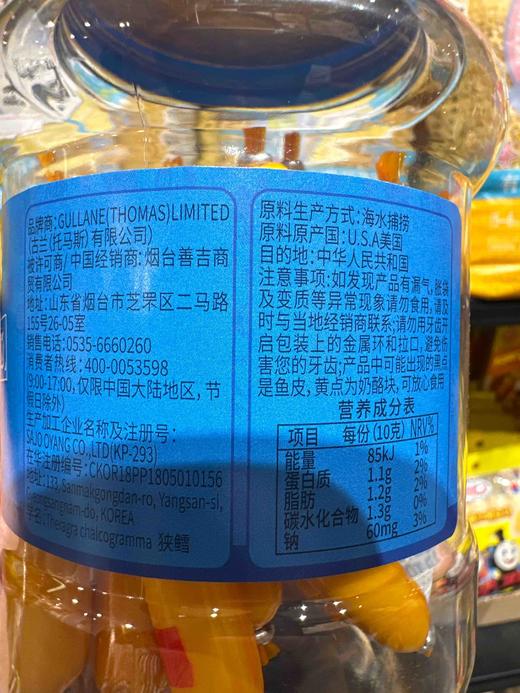 品牌商: GULLANE(THOMAS)LIMITED
(古兰(托马斯)有限公司)
被许可商/中国经销商:烟台善吉商
贸有限公司
地址:山东省烟台市芝罘区二马路
155号26-05室
销售电话:0535-6660260
消费者热线:400-0053598
(9:00-17:00,仅限中国大陆地区,节
假日除外)
生产加工企业名称及注册号:
SAJO OYANG CO.,LTD(KP-293)
在华注册编号:CKOR18PP1805010156
地址:133, Sanmakgongdan-ro, Yangsan-si,
Gyeongsangnam-do, KOREA
学名:Theragra chalcogramma 狭鳕
原料生产方式:海水捕捞
原料原产国:U.S.A美国
目的地:中华人民共和国
注意事项:如发现产品有漏气,胀袋
及变质等异常现象请勿食用,请及
时与当地经销商联系;请勿用牙齿开
启包装上的金属环和拉口,避免伤
害您的牙齿;产品中可能出现的黑点
是鱼皮,黄点为奶酪块,可放心食用
营养成分表
项目 每份(10克) NRV%
能量 85kJ 1%
蛋白质 1.1g 2%
脂肪 1.2g 2%
碳水化合物 1.3g 0%
钠 60mg 3%